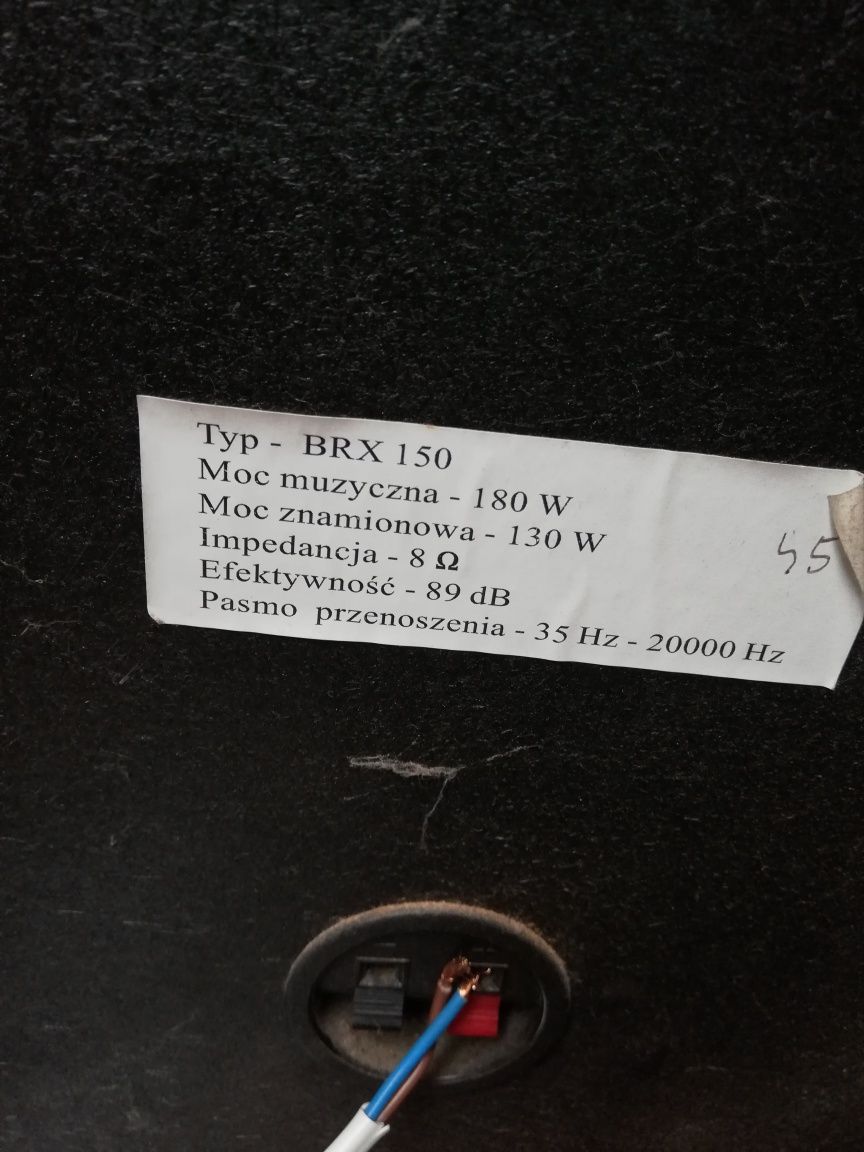 Typ - BRX 150
Moc muzyczna - 180 W
Moc znamionowa - 130 W
Impedancja - 8 Ω
Efektywność - 89 dB
Pasmo przenoszenia - 35 Hz - 20000 Hz